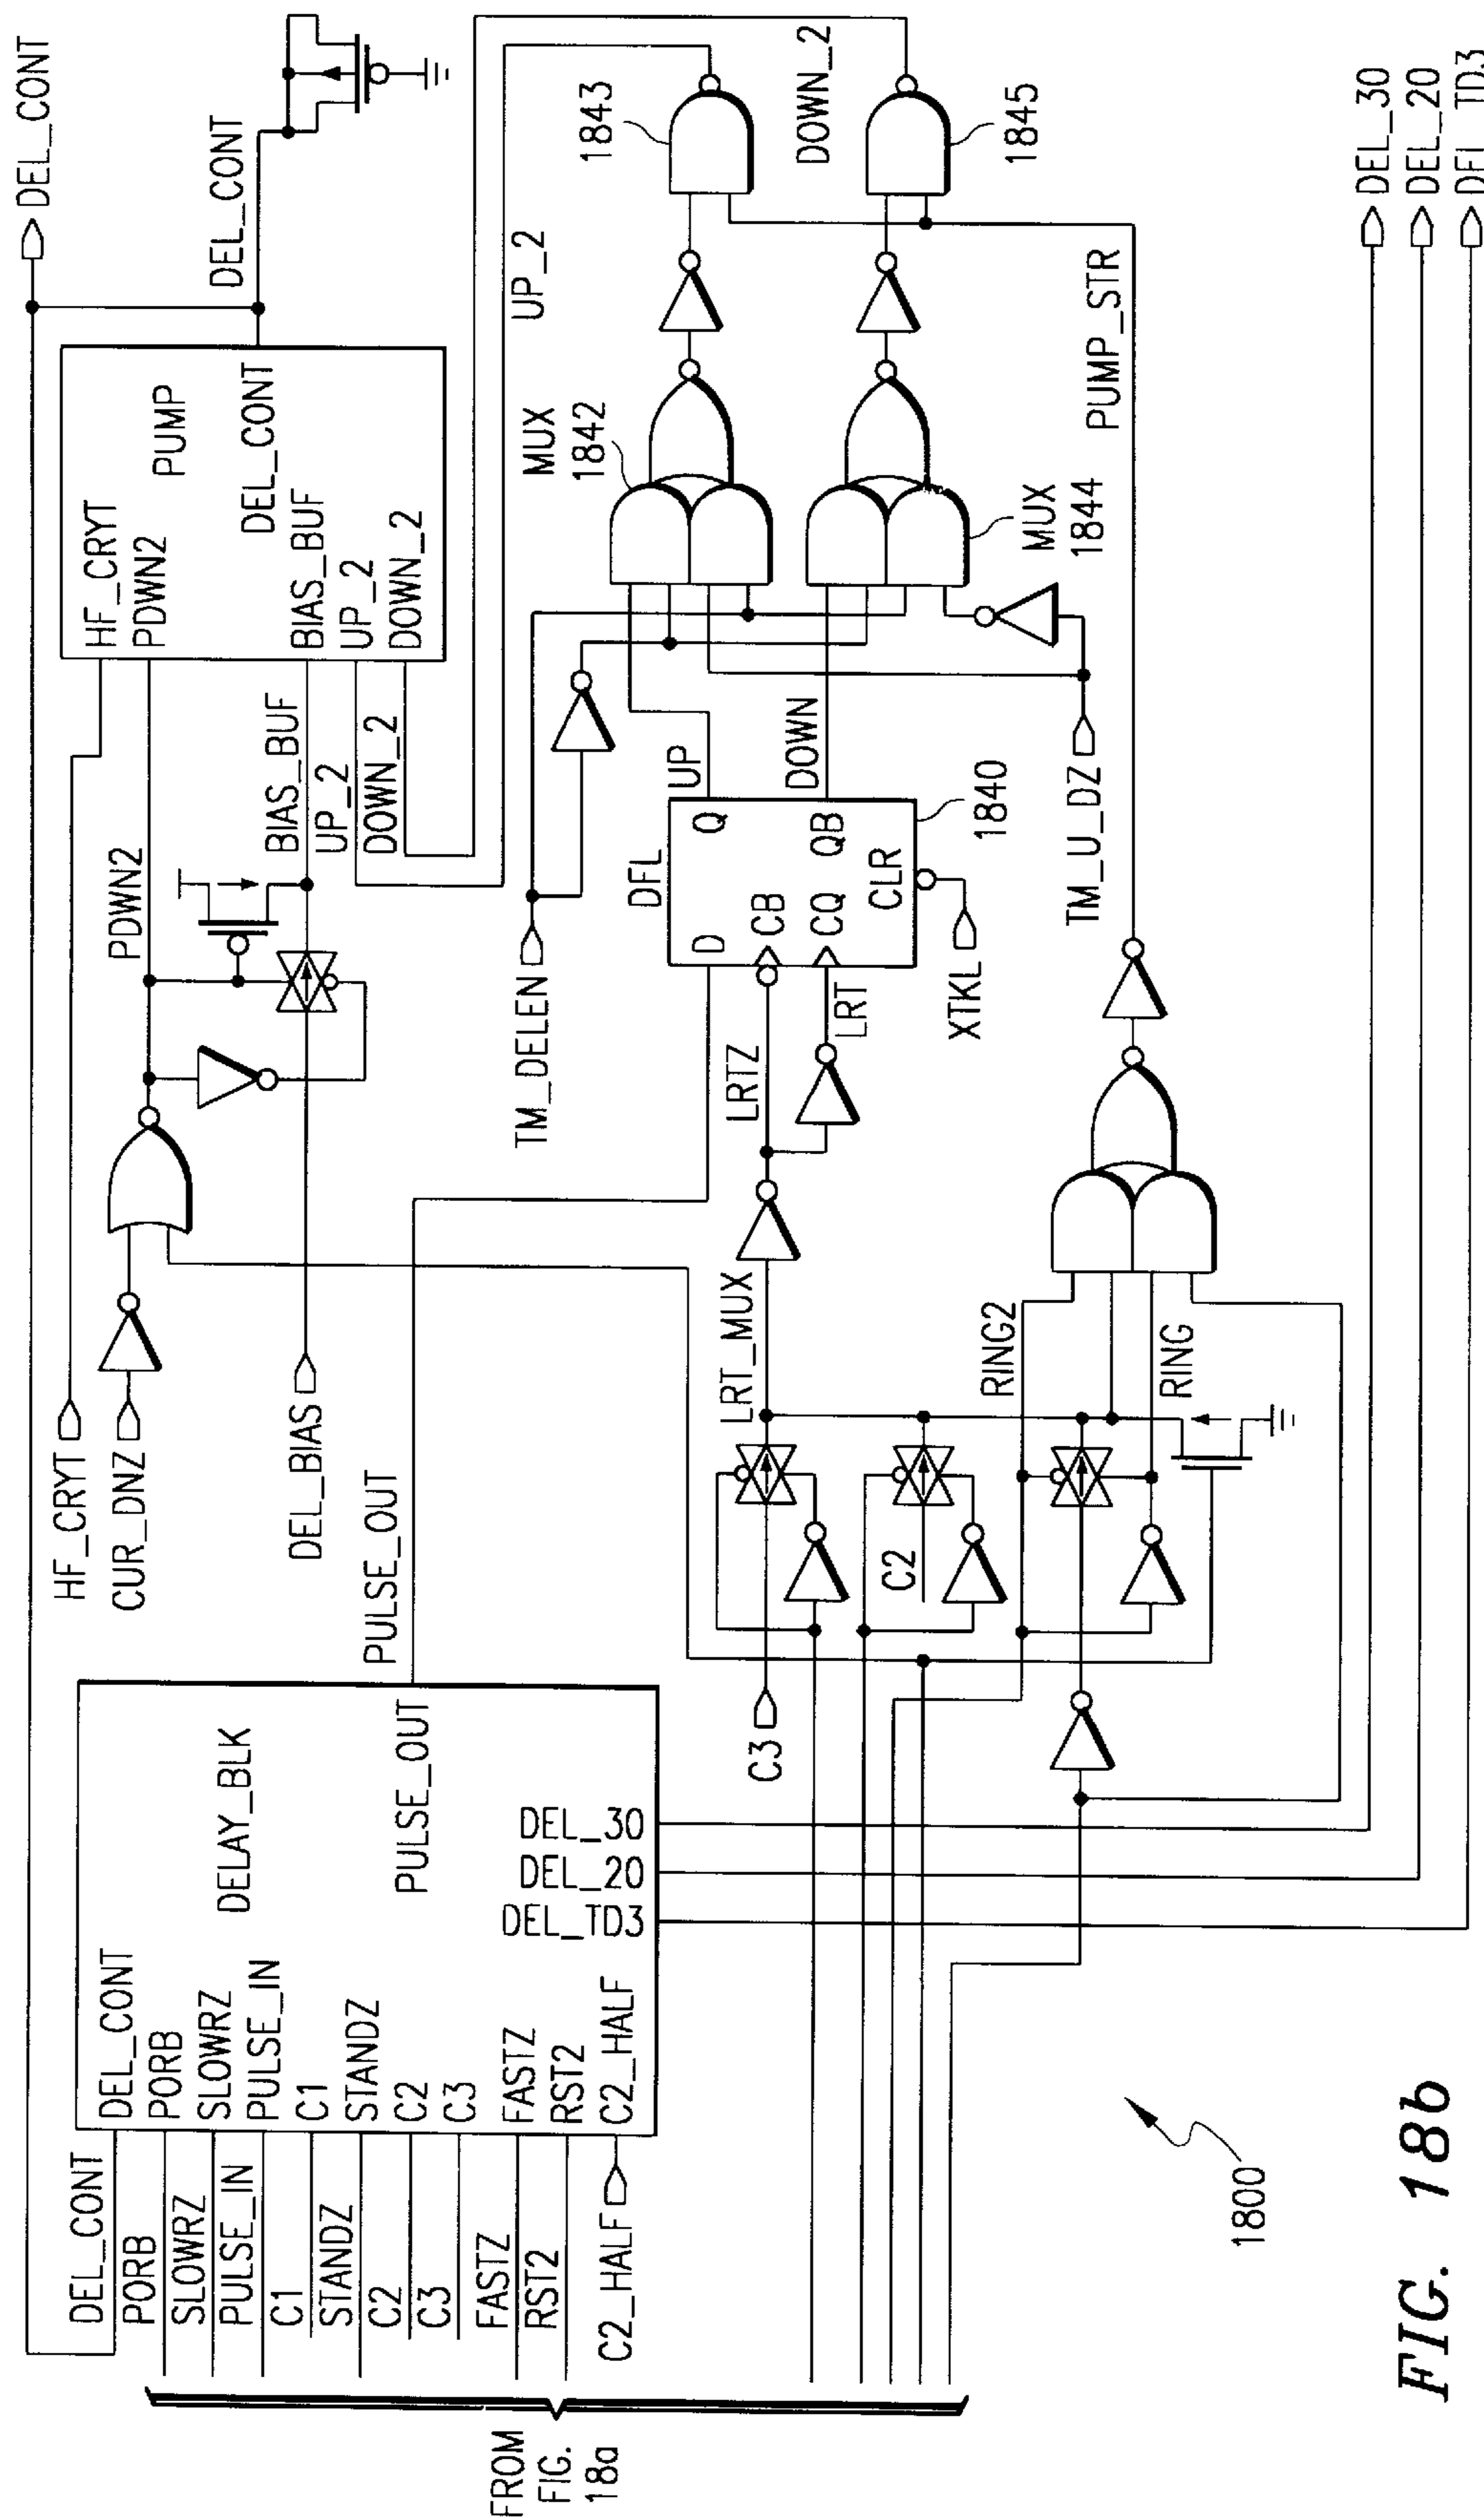 FROM
FIG.
18a
DEL_CONT
PORB
SLOWRZ
PULSE_IN
C1
STANDZ
C2
C3
FASTZ
RST2
C2_HALF
DEL_CONT
PORB
SLOWRZ
PULSE_IN
C1
STANDZ
C2
C3
FASTZ
RST2
C2_HALF
DELAY_BLK
PULSE_OUT
DEL_30
DEL_20
DEL_TD3
PULSE_OUT
HF_CRYT
CUR_DNZ
DEL_BIAS
C3
C2
LRT_MUX
RING2
RING
PDWN2
BIAS_BUF
UP_2
DOWN_2
HF_CRYT
PDWN2
PUMP
DEL_CONT
BIAS_BUF
UP_2
DOWN_2
DEL_CONT
DEL_CONT
TM_DELEN
LRTZ
LRT
DFL
D
Q
CB
CQ
QB
CLR
UP
DOWN
1840
XTKL
TM_U_DZ
MUX
1842
MUX
1844
UP_2
1843
DOWN_2
1845
PUMP_STR
DEL_30
DEL_20
DEL_TD3
1800
FIG. 18b